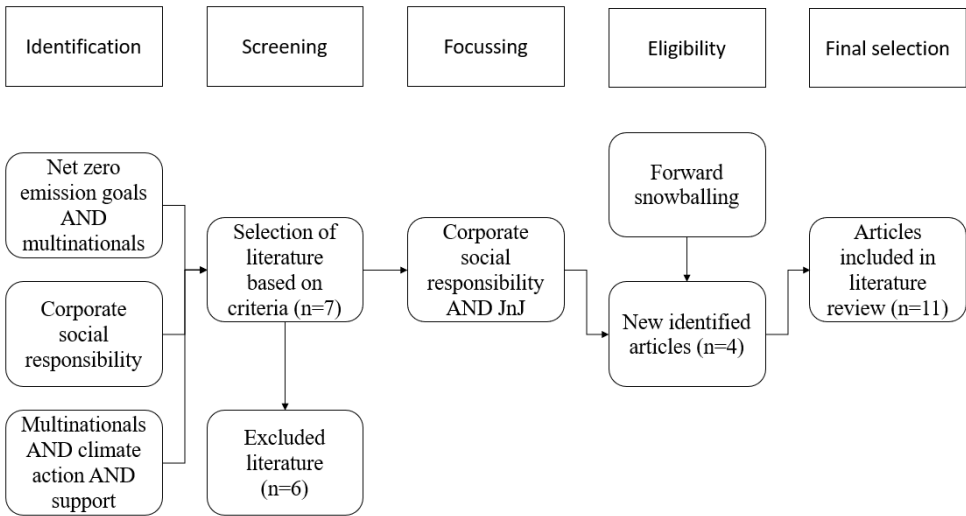 Identification
Screening
Focussing
Eligibility
Final selection
Net zero
emission goals
AND
multinationals
Corporate
social
responsibility
Multinationals
AND climate
action AND
support
Selection of
literature
based on
criteria (n=7)
Excluded
literature
(n=6)
Corporate
social
responsibility
AND JnJ
Forward
snowballing
New identified
articles (n=4)
Articles
included in
literature
review (n=11)